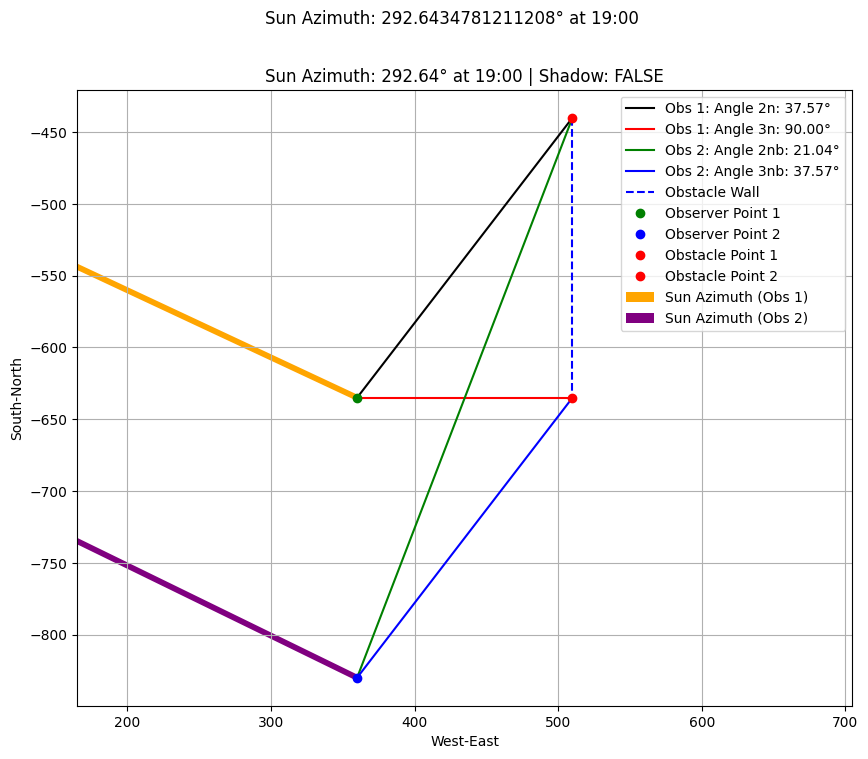 Sun Azimuth: 292.6434781211208° at 19:00
Sun Azimuth: 292.64° at 19:00 | Shadow: FALSE
Obs 1: Angle 2n: 37.57°
Obs 1: Angle 3n: 90.00°
Obs 2: Angle 2nb: 21.04°
Obs 2: Angle 3nb: 37.57°
Obstacle Wall
Observer Point 1
Observer Point 2
Obstacle Point 1
Obstacle Point 2
Sun Azimuth (Obs 1)
Sun Azimuth (Obs 2)
South-North
−450
−500
−550
−600
−650
−700
−750
−800
200
300
400
500
600
700
West-East